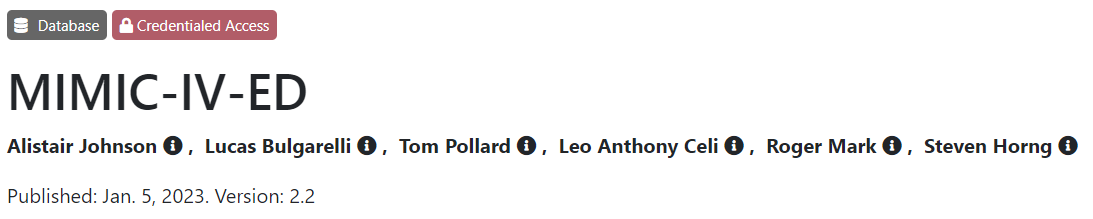 Database Credentialed Access
MIMIC-IV-ED
Alistair Johnson , Lucas Bulgarelli , Tom Pollard , Leo Anthony Celi , Roger Mark , Steven Horng
Published: Jan. 5, 2023. Version: 2.2